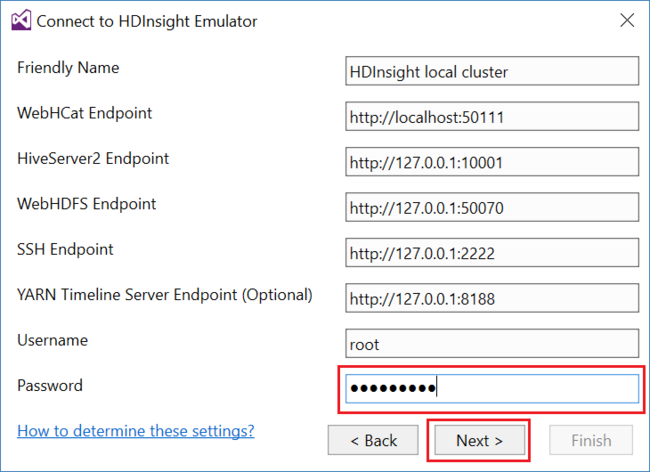 Connect to HDInsight Emulator
Friendly Name HDInsight local cluster
WebHCat Endpoint http://localhost:50111
HiveServer2 Endpoint http://127.0.0.1:10001
WebHDFS Endpoint http://127.0.0.1:50070
SSH Endpoint http://127.0.0.1:2222
YARN Timeline Server Endpoint (Optional) http://127.0.0.1:8188
Username root
Password ●●●●●●●●●
How to determine these settings? < Back Next > Finish